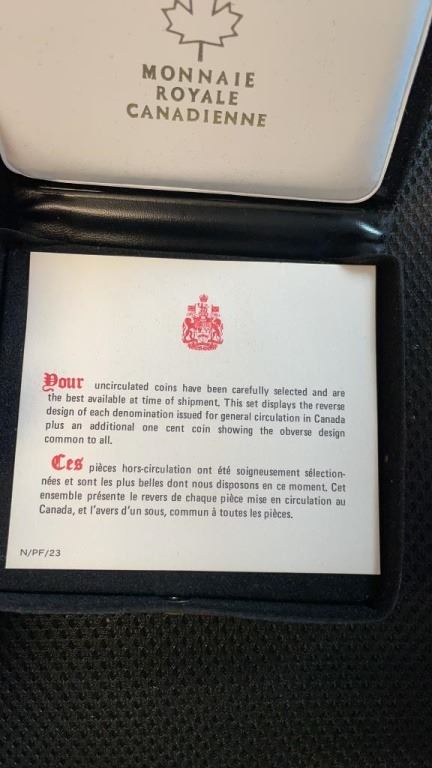 MONNAIE
ROYALE
CANADIENNE
Your uncirculated coins have been carefully selected and are
the best available at time of shipment. This set displays the reverse
design of each denomination issued for general circulation in Canada
plus an additional one cent coin showing the obverse design
common to all.
Ces pièces hors-circulation ont été soigneusement sélection-
nées et sont les plus belles dont nous disposons en ce moment. Cet
ensemble présente le revers de chaque pièce mise en circulation au
Canada, et l'avers d'un sous, commun à toutes les pièces.
N/PF/23